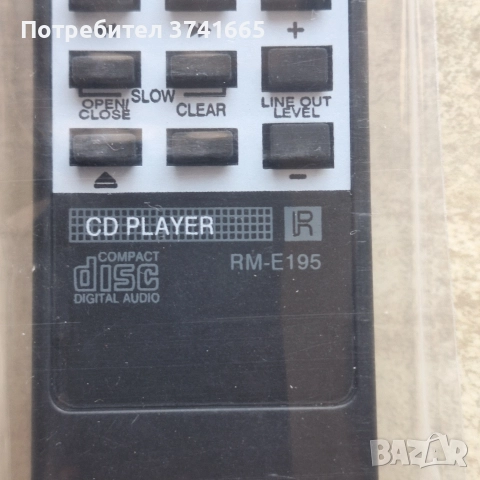 Потребител 3741665
+
SLOW
OPEN/
CLOSE
CLEAR
LINE OUT
LEVEL
-
CD PLAYER
R
COMPACT
disc
DIGITAL AUDIO
RM-E195
BAZAR